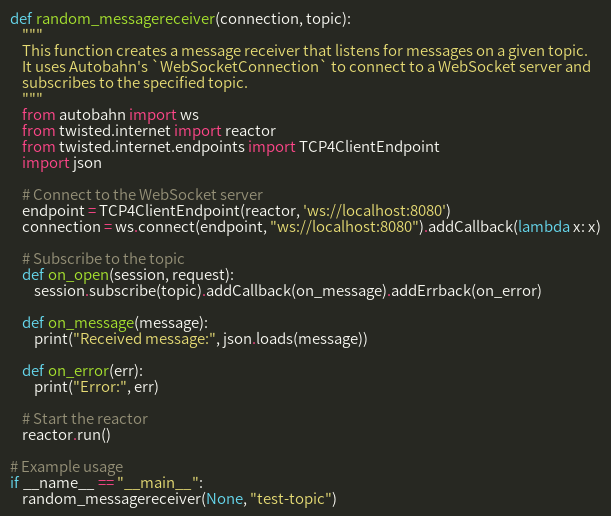 def random_messagereceiver(connection, topic):
"""
This function creates a message receiver that listens for messages on a given topic.
It uses Autobahn's `WebSocketConnection` to connect to a WebSocket server and
subscribes to the specified topic.
"""
from autobahn import ws
from twisted.internet import reactor
from twisted.internet.endpoints import TCP4ClientEndpoint
import json
# Connect to the WebSocket server
endpoint = TCP4ClientEndpoint(reactor, 'ws://localhost:8080')
connection = ws.connect(endpoint, "ws://localhost:8080").addCallback(lambda x: x)
# Subscribe to the topic
def on_open(session, request):
session.subscribe(topic).addCallback(on_message).addErrback(on_error)
def on_message(message):
print("Received message:", json.loads(message))
def on_error(err):
print("Error:", err)
# Start the reactor
reactor.run()
# Example usage
if __name__ == "__main__":
random_messagereceiver(None, "test-topic")